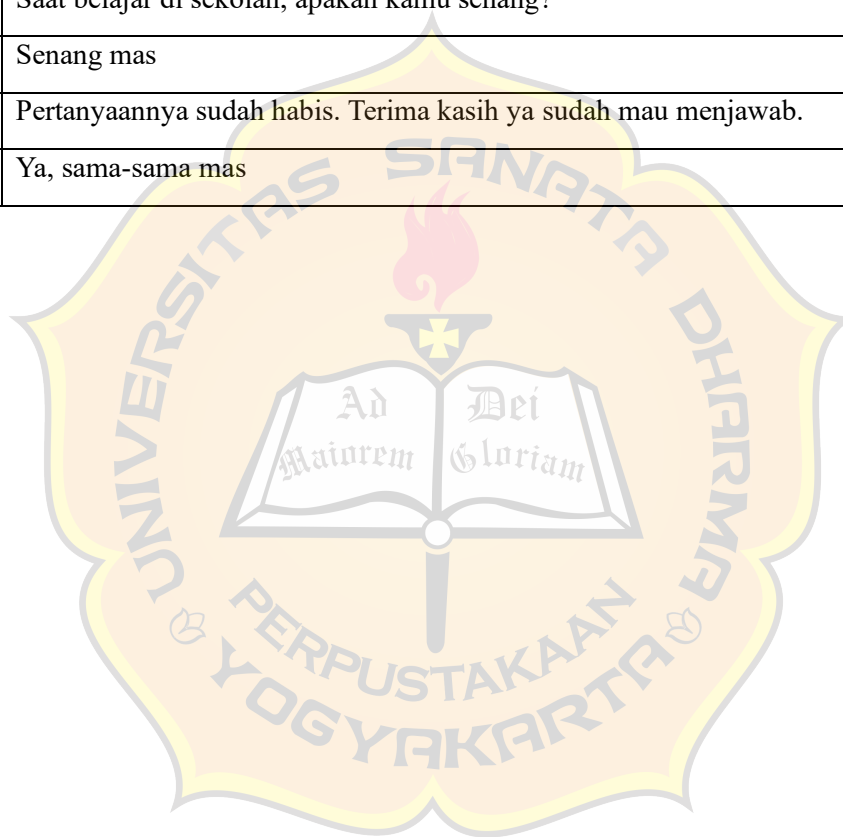 Saat belajar di sekolah, apakah kamu senang?
Senang mas
Pertanyaannya sudah habis. Terima kasih ya sudah mau menjawab.
Ya, sama-sama mas
UNIVERSITAS SANATA DHARMA
Ad Maiorem
Dei Gloriam
PERPUSTAKAAN
YOGYAKARTA